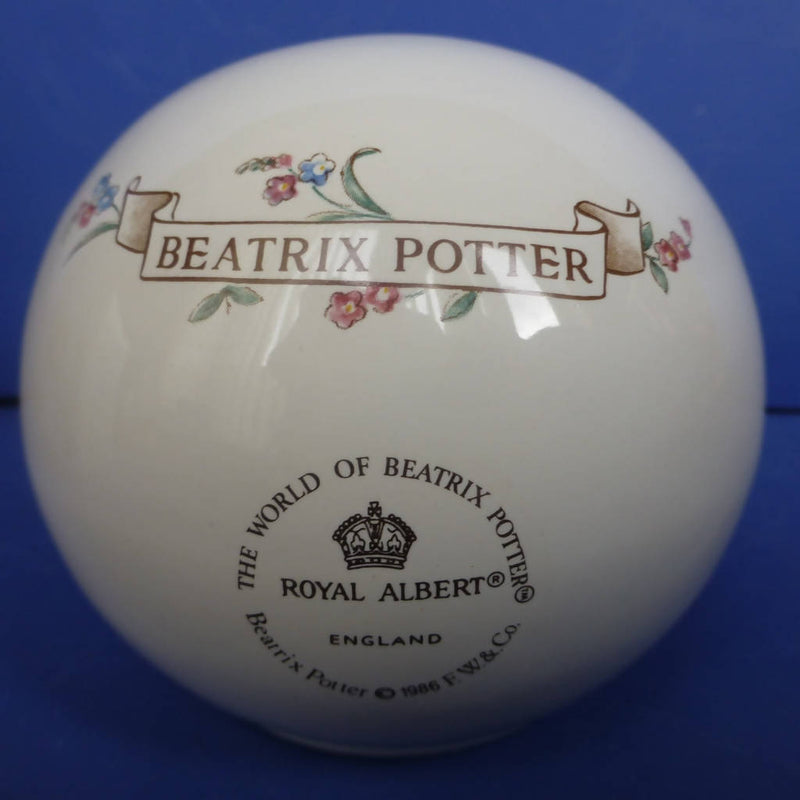 BEATRIX POTTER
THE WORLD OF BEATRIX POTTER™
ROYAL ALBERT®
ENGLAND
Beatrix Potter © 1986 F. W. & Co.